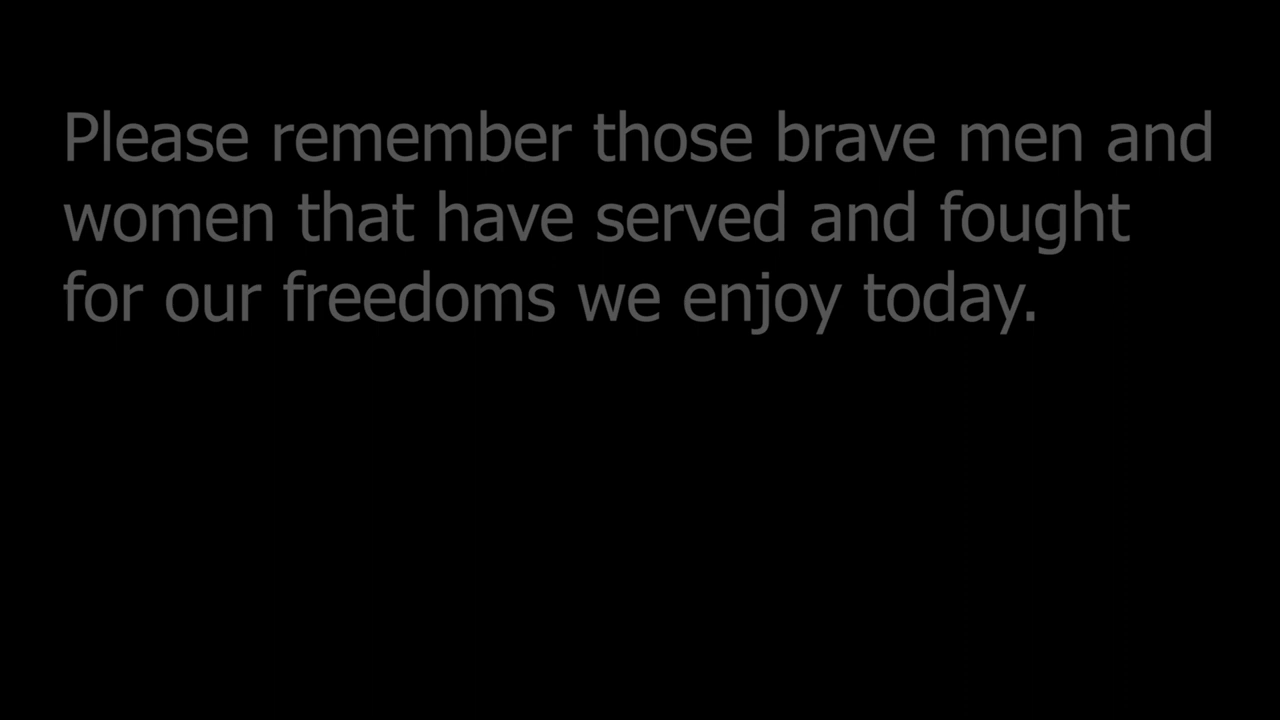 Please remember those brave men and
women that have served and fought
for our freedoms we enjoy today.